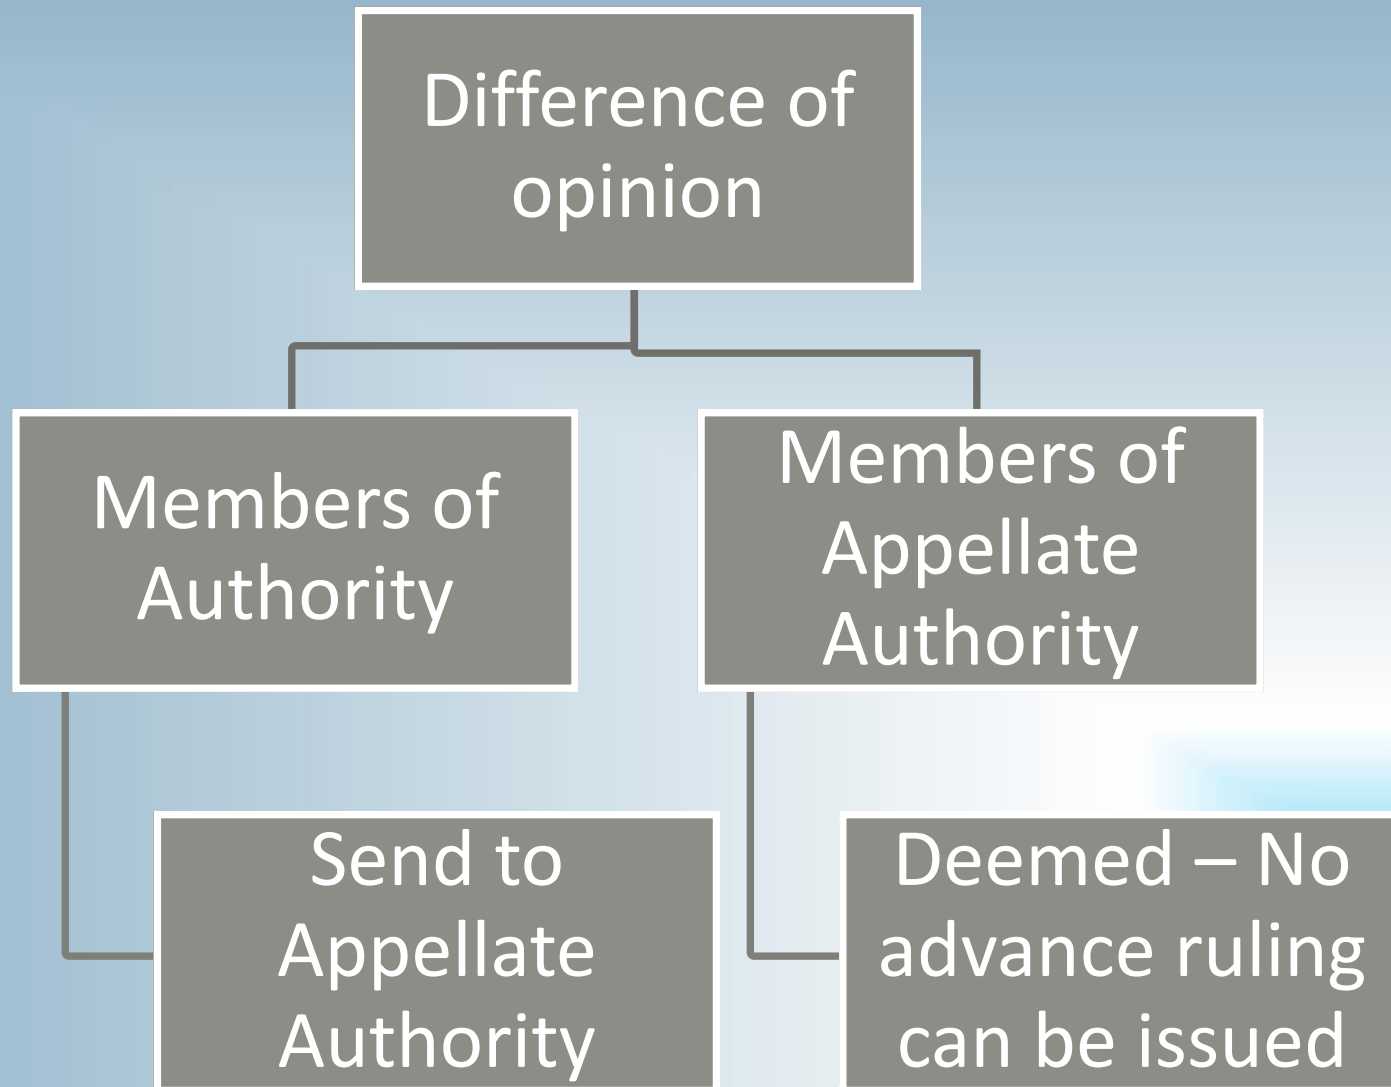 Difference of
opinion
Members of
Authority
Members of
Appellate
Authority
Send to
Appellate
Authority
Deemed – No
advance ruling
can be issued